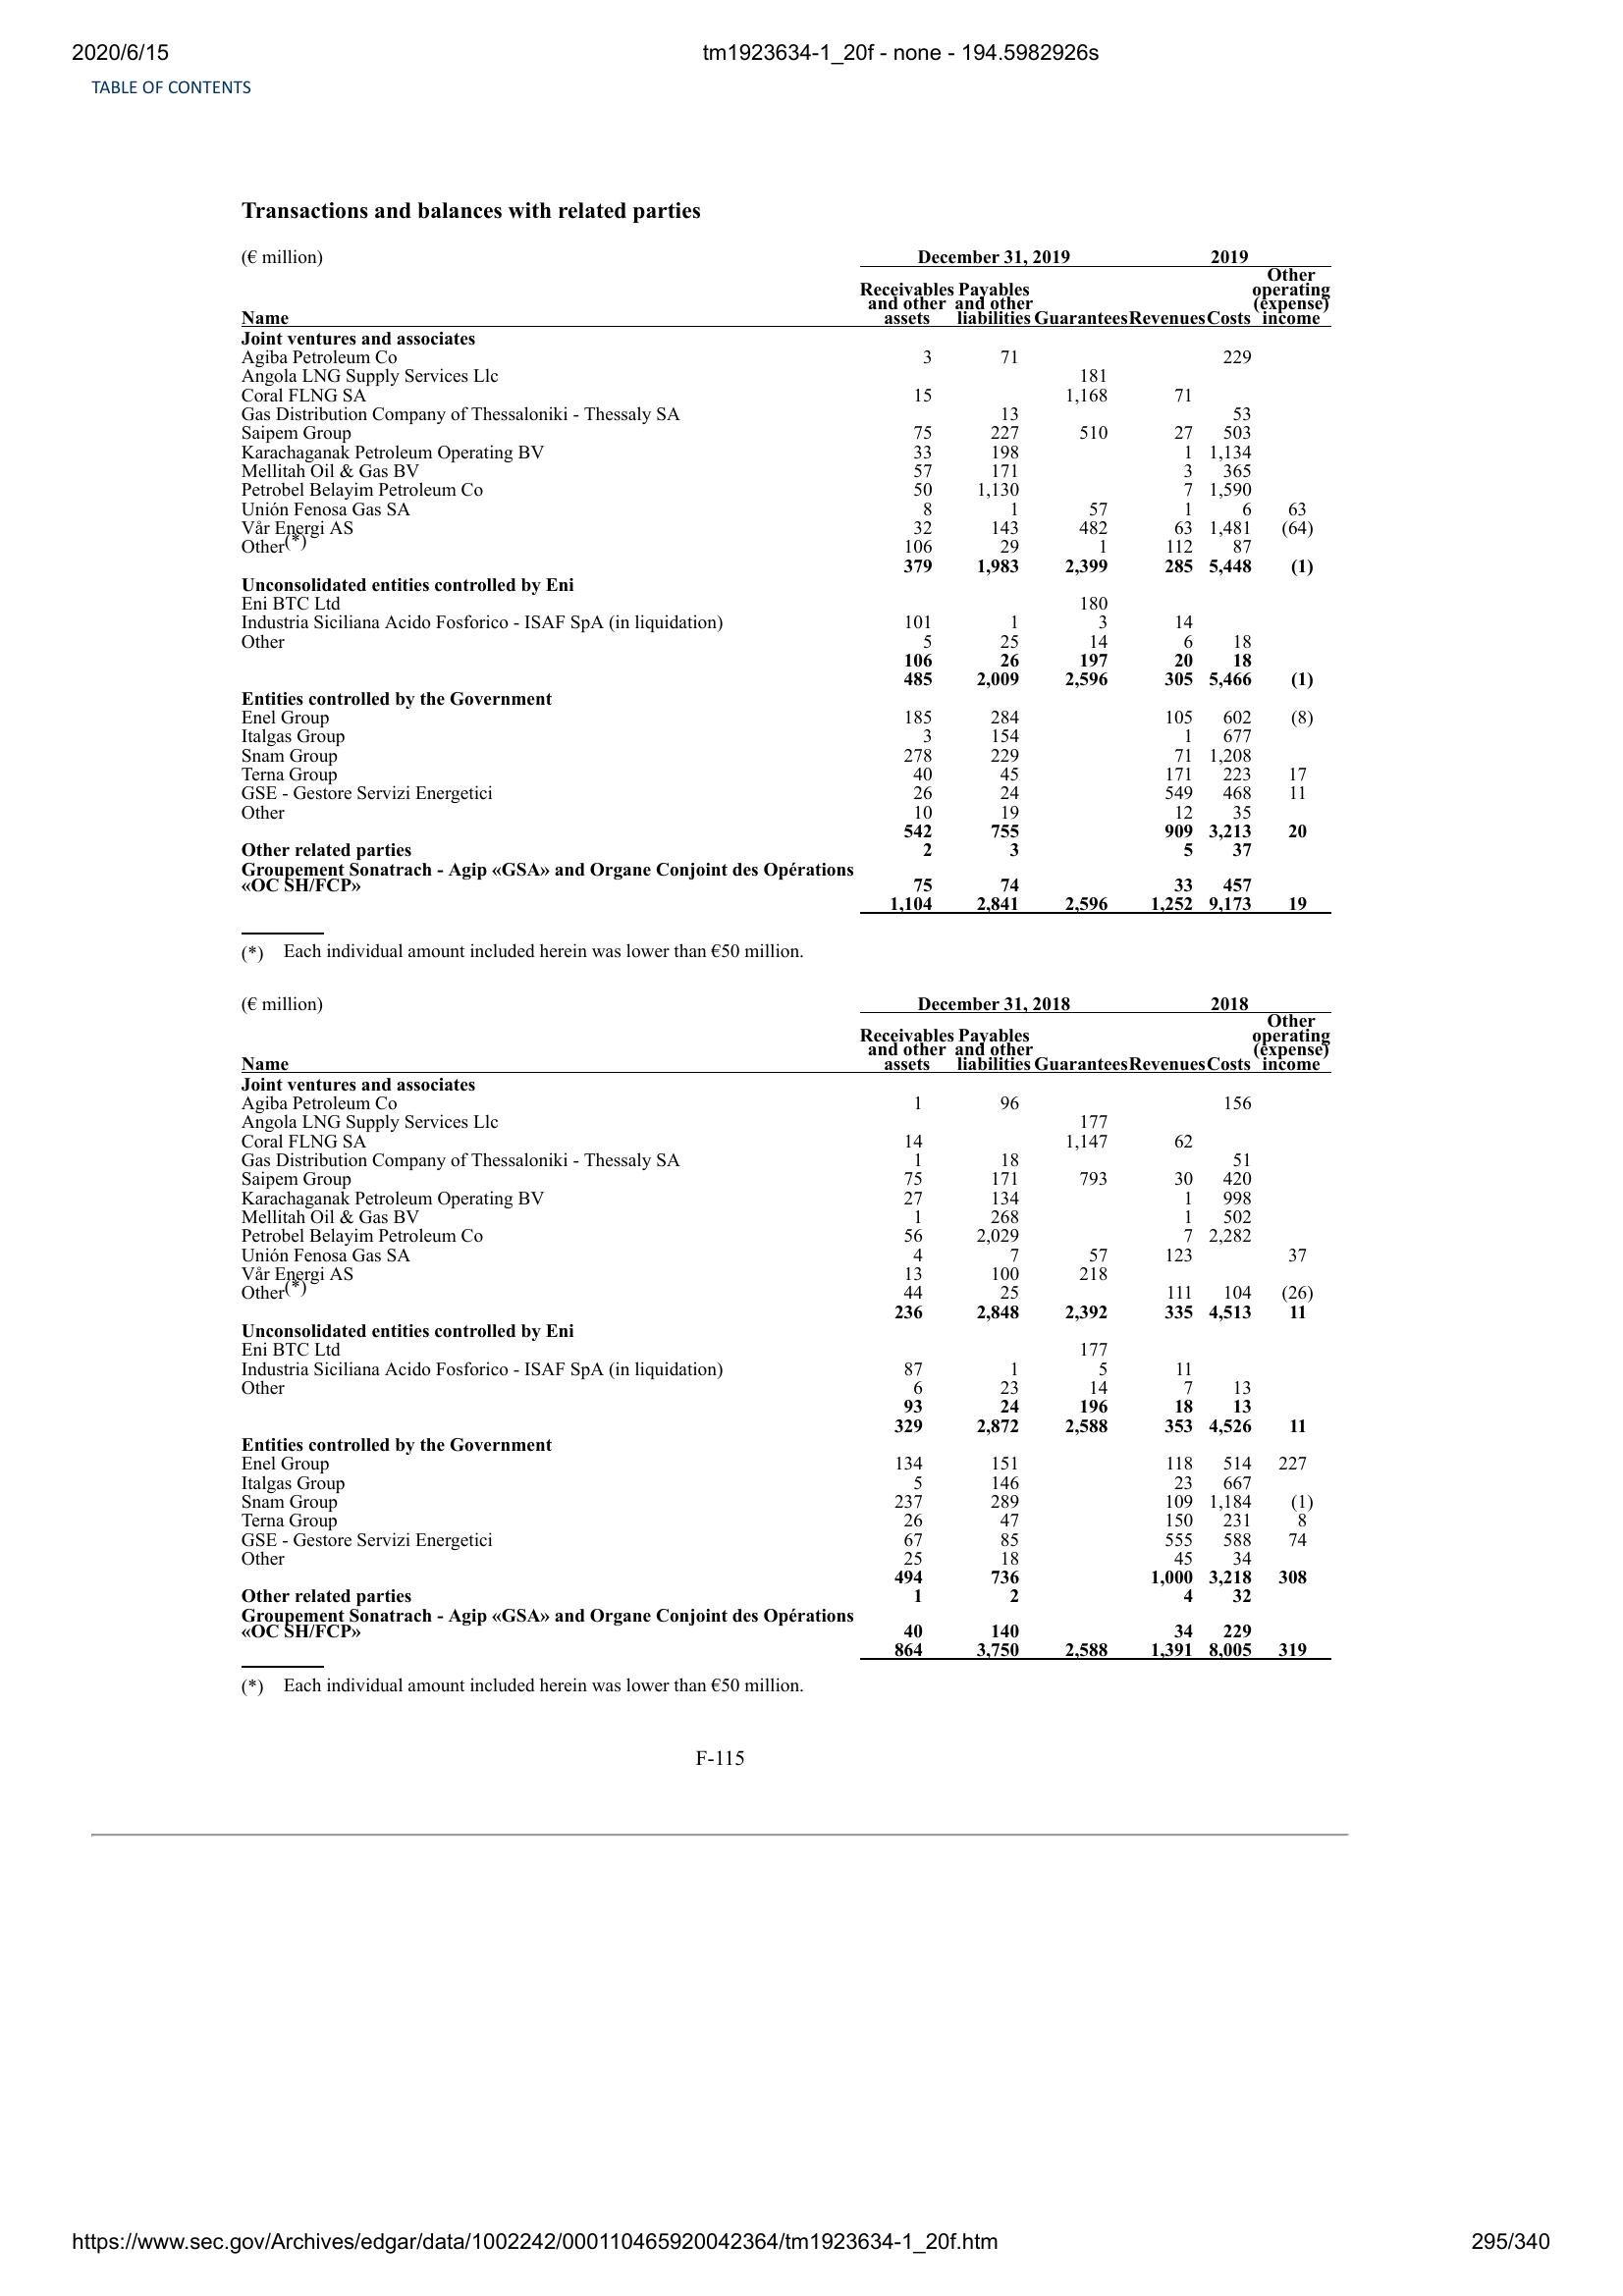 2020/6/15 tm1923634-1_20f - none - 194.5982926s
TABLE OF CONTENTS
Transactions and balances with related parties
(€ million) December 31, 2019 2019
Name Receivables and other assets Payables and other liabilities Guarantees Revenues Costs Other operating (expense) income
Joint ventures and associates
Agiba Petroleum Co 3 71 229
Angola LNG Supply Services Llc 181
Coral FLNG SA 15 1,168 71
Gas Distribution Company of Thessaloniki - Thessaly SA 13 53
Saipem Group 75 227 510 27 503
Karachaganak Petroleum Operating BV 33 198 1 1,134
Mellitah Oil & Gas BV 57 171 3 365
Petrobel Belayim Petroleum Co 50 1,130 7 1,590
Unión Fenosa Gas SA 8 1 57 1 6 63
Vår Energi AS 32 143 482 63 1,481 (64)
Other(*) 106 29 1 112 87
379 1,983 2,399 285 5,448 (1)
Unconsolidated entities controlled by Eni
Eni BTC Ltd 180
Industria Siciliana Acido Fosforico - ISAF SpA (in liquidation) 101 1 3 14
Other 5 25 14 6 18
106 26 197 20 18
485 2,009 2,596 305 5,466 (1)
Entities controlled by the Government
Enel Group 185 284 105 602 (8)
Italgas Group 3 154 1 677
Snam Group 278 229 71 1,208
Terna Group 40 45 171 223 17
GSE - Gestore Servizi Energetici 26 24 549 468 11
Other 10 19 12 35
542 755 909 3,213 20
Other related parties 2 3 5 37
Groupement Sonatrach - Agip «GSA» and Organe Conjoint des Opérations
«OC SH/FCP» 75 74 33 457
1,104 2,841 2,596 1,252 9,173 19
(*) Each individual amount included herein was lower than €50 million.
(€ million) December 31, 2018 2018
Name Receivables and other assets Payables and other liabilities Guarantees Revenues Costs Other operating (expense) income
Joint ventures and associates
Agiba Petroleum Co 1 96 156
Angola LNG Supply Services Llc 177
Coral FLNG SA 14 1,147 62
Gas Distribution Company of Thessaloniki - Thessaly SA 1 18 51
Saipem Group 75 171 793 30 420
Karachaganak Petroleum Operating BV 27 134 1 998
Mellitah Oil & Gas BV 1 268 1 502
Petrobel Belayim Petroleum Co 56 2,029 7 2,282
Unión Fenosa Gas SA 4 7 57 123 37
Vår Energi AS 13 100 218
Other(*) 44 25 111 104 (26)
236 2,848 2,392 335 4,513 11
Unconsolidated entities controlled by Eni
Eni BTC Ltd 177
Industria Siciliana Acido Fosforico - ISAF SpA (in liquidation) 87 1 5 11
Other 6 23 14 7 13
93 24 196 18 13
329 2,872 2,588 353 4,526 11
Entities controlled by the Government
Enel Group 134 151 118 514 227
Italgas Group 5 146 23 667
Snam Group 237 289 109 1,184 (1)
Terna Group 26 47 150 231 8
GSE - Gestore Servizi Energetici 67 85 555 588 74
Other 25 18 45 34
494 736 1,000 3,218 308
Other related parties 1 2 4 32
Groupement Sonatrach - Agip «GSA» and Organe Conjoint des Opérations
«OC SH/FCP» 40 140 34 229
864 3,750 2,588 1,391 8,005 319
(*) Each individual amount included herein was lower than €50 million.
F-115
https://www.sec.gov/Archives/edgar/data/1002242/000110465920042364/tm1923634-1_20f.htm 295/340